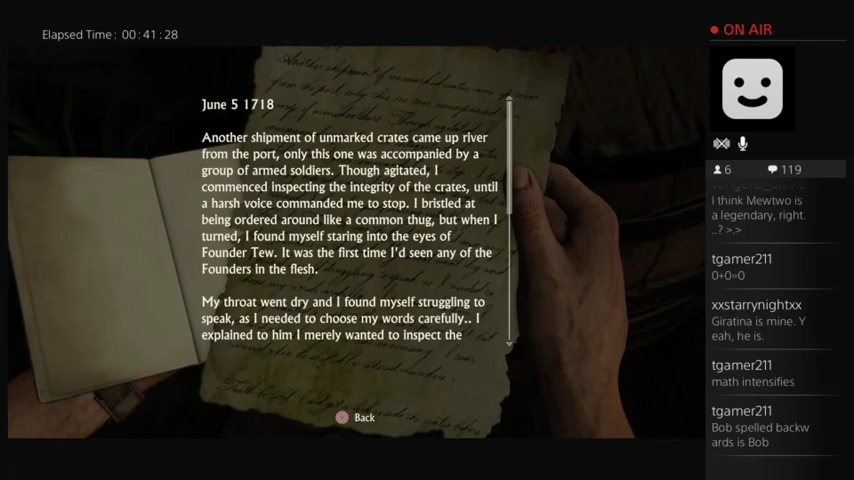 Elapsed Time : 00:41:28
ON AIR
June 5 1718
Another shipment of unmarked crates came up river
from the port, only this one was accompanied by a
group of armed soldiers. Though agitated, I
commenced inspecting the integrity of the crates, until
a harsh voice commanded me to stop. I bristled at
being ordered around like a common thug, but when I
turned, I found myself staring into the eyes of
Founder Tew. It was the first time I'd seen any of the
Founders in the flesh.
My throat went dry and I found myself struggling to
speak, as I needed to choose my words carefully.. I
explained to him I merely wanted to inspect the
Back
6
119
I think Mewtwo is
a legendary, right.
..? >.>
tgamer211
0+0=0
xxstarrynightxx
Giratina is mine. Y
eah, he is.
tgamer211
math intensifies
tgamer211
Bob spelled backw
ards is Bob